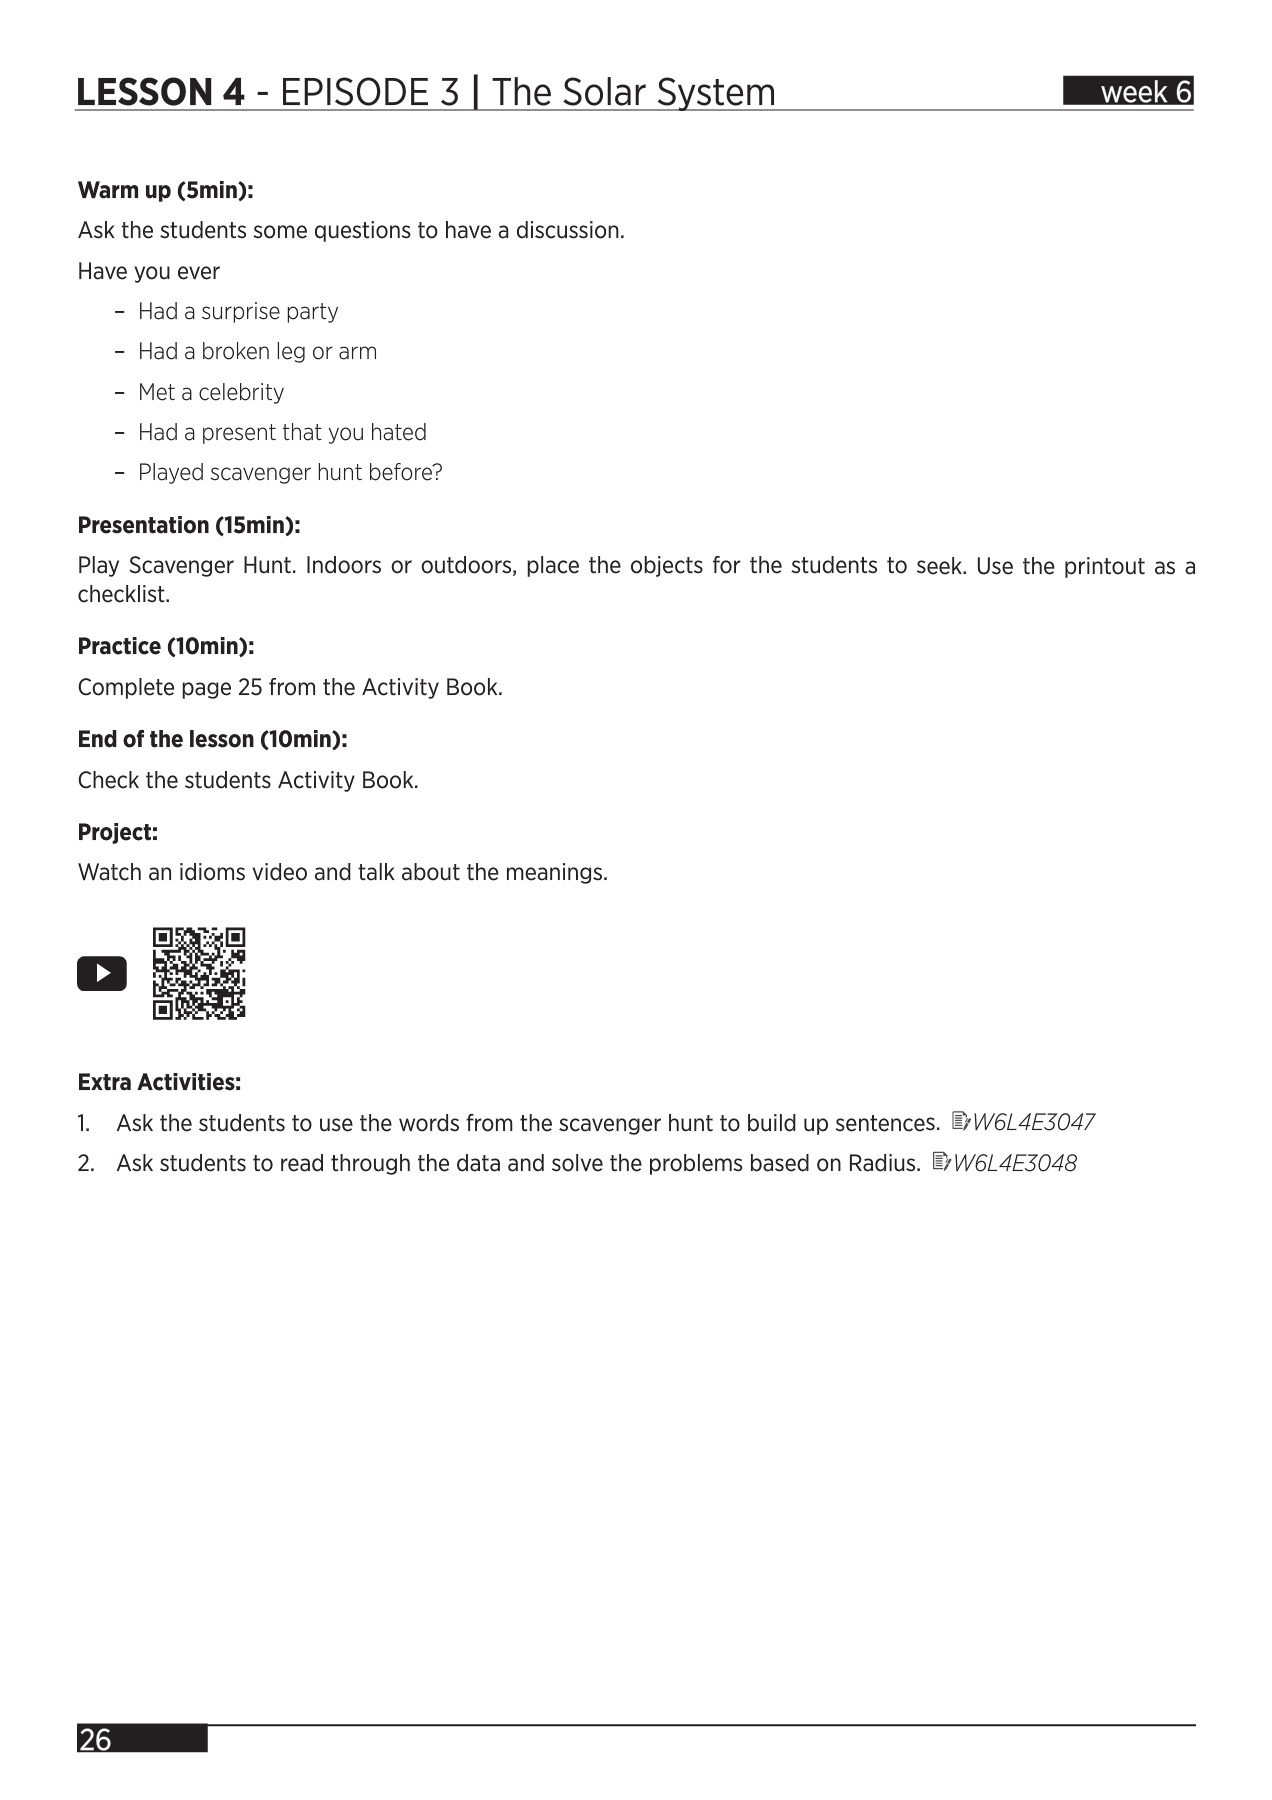 LESSON 4 - EPISODE 3 | The Solar System
week 6
Warm up (5min):
Ask the students some questions to have a discussion.
Have you ever
– Had a surprise party
– Had a broken leg or arm
– Met a celebrity
– Had a present that you hated
– Played scavenger hunt before?
Presentation (15min):
Play Scavenger Hunt. Indoors or outdoors, place the objects for the students to seek. Use the printout as a
checklist.
Practice (10min):
Complete page 25 from the Activity Book.
End of the lesson (10min):
Check the students Activity Book.
Project:
Watch an idioms video and talk about the meanings.
Extra Activities:
1. Ask the students to use the words from the scavenger hunt to build up sentences. W6L4E3047
2. Ask students to read through the data and solve the problems based on Radius. W6L4E3048
26